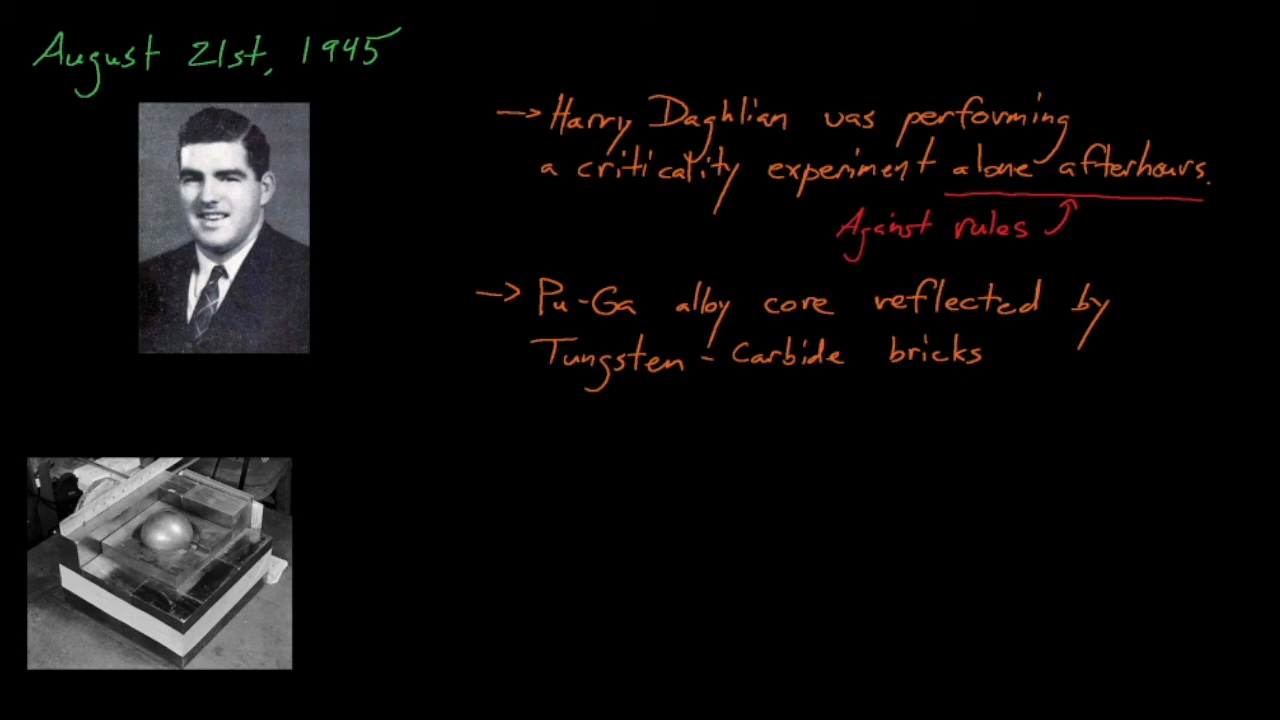 August 21st, 1945
→ Harry Daghlian was performing
a criticality experiment alone afterhours.
Against rules
→ Pu-Ga alloy core reflected by
Tungsten-Carbide bricks